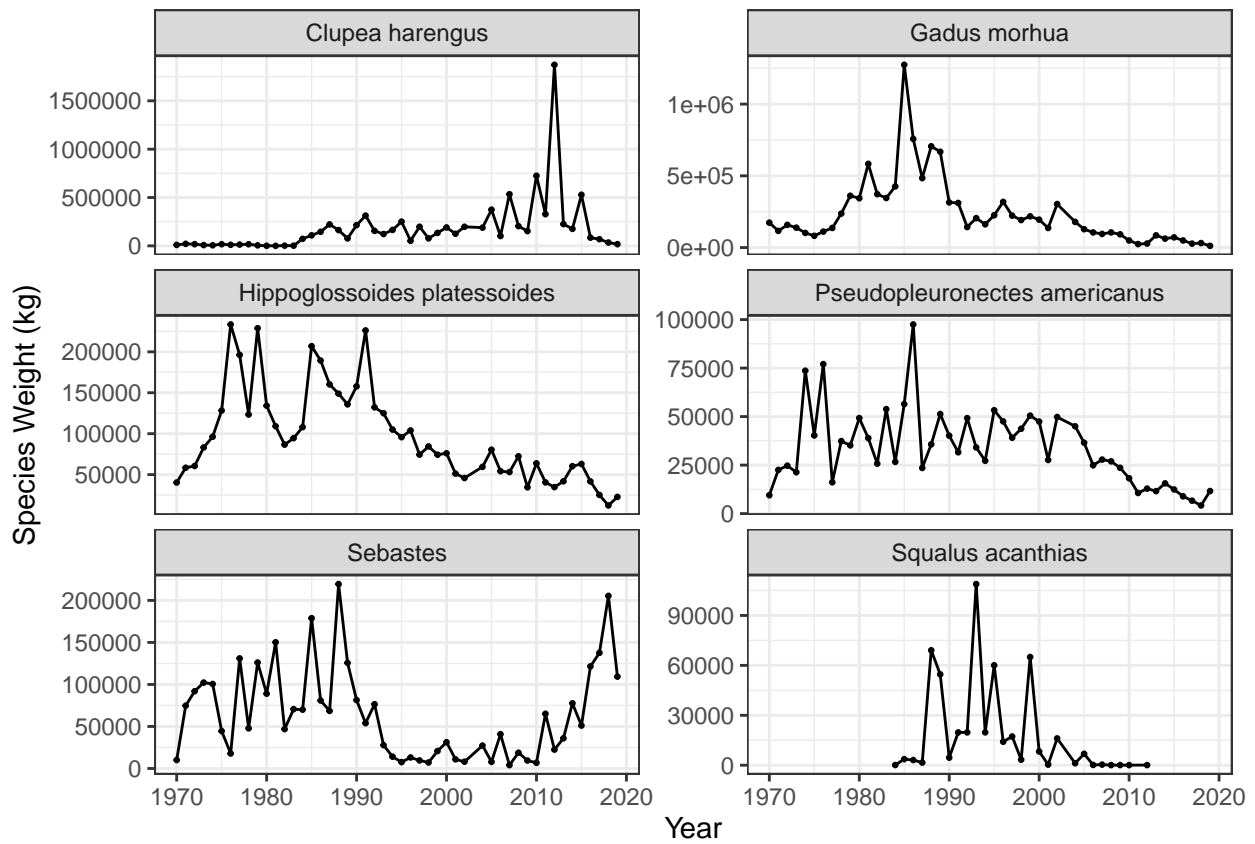 Clupea harengus
Gadus morhua
1500000
1000000
500000
0
1e+06
5e+05
0e+00
Hippoglossoides platessoides
Pseudopleuronectes americanus
200000
150000
100000
50000
100000
75000
50000
25000
0
Sebastes
Squalus acanthias
200000
150000
100000
50000
0
90000
60000
30000
0
1970 1980 1990 2000 2010 2020
1970 1980 1990 2000 2010 2020
Species Weight (kg)
Year